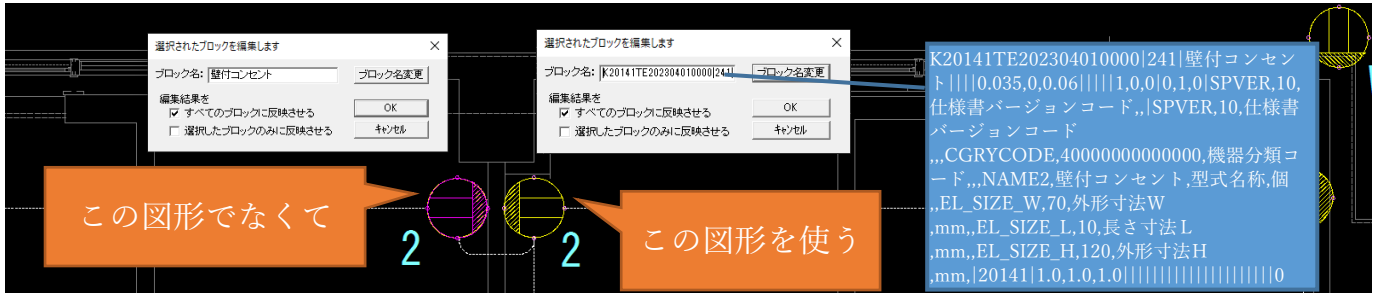 選択されたブロックを編集します
ブロック名: 壁付コンセント ブロック名変更
編集結果を
すべてのブロックに反映させる OK
選択したブロックのみに反映させる キャンセル
選択されたブロックを編集します
ブロック名: K20141TE202304010000|241| ブロック名変更
編集結果を
すべてのブロックに反映させる OK
選択したブロックのみに反映させる キャンセル
この図形でなくて
2
2
この図形を使う
K20141TE202304010000|241|壁付コンセン
ト||||0.035,0,0.06|||||1,0,0|0,1,0|SPVER,10,
仕様書バージョンコード,,|SPVER,10,仕様書
バージョンコード
,,,CGRYCODE,40000000000000,機器分類コ
ード,,,NAME2,壁付コンセント,型式名称,個
,,EL_SIZE_W,70,外形寸法W
,mm,,EL_SIZE_L,10,長さ寸法L
,mm,,EL_SIZE_H,120,外形寸法H
,mm,|20141|1.0,1.0,1.0|||||||||||||||||||||0